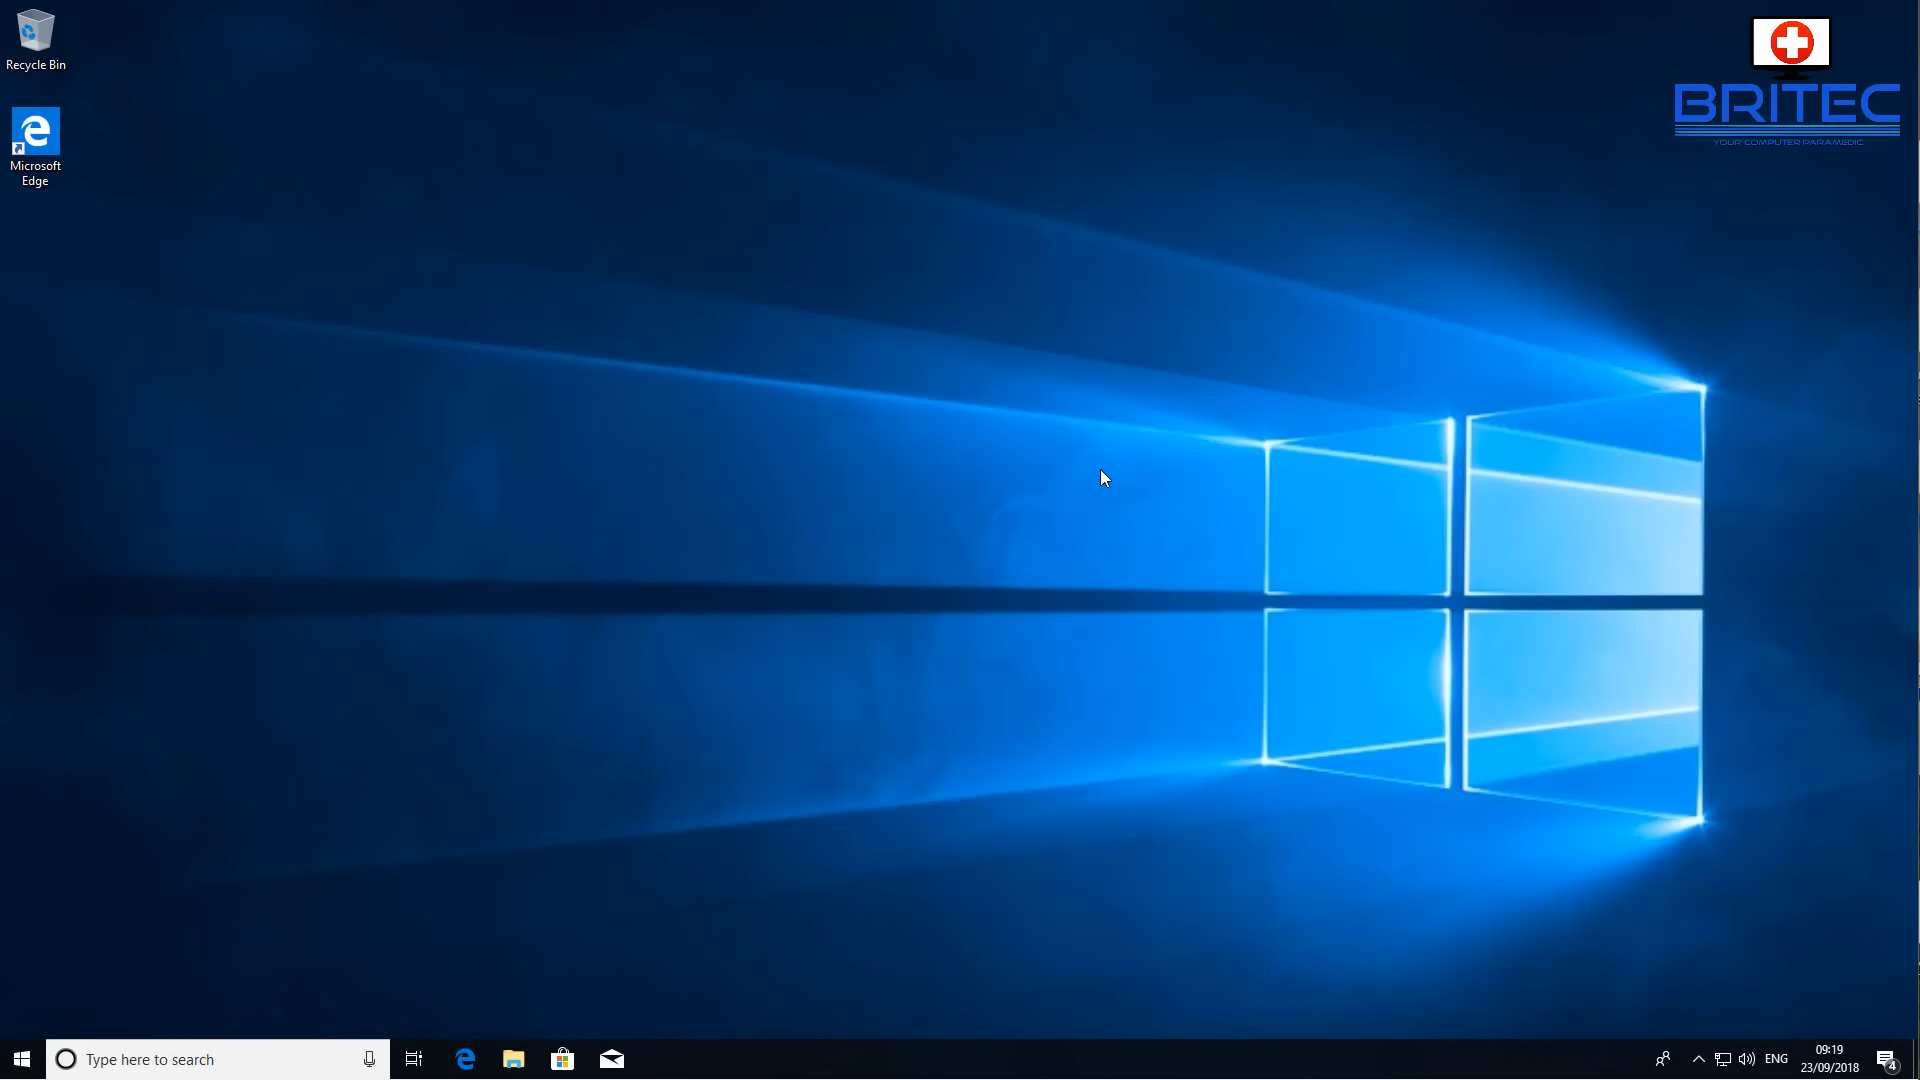 Recycle Bin
BRITEC
YOUR COMPUTER PARAMEDIC
Microsoft
Edge
Type here to search
ENG
09:19
23/09/2018
4